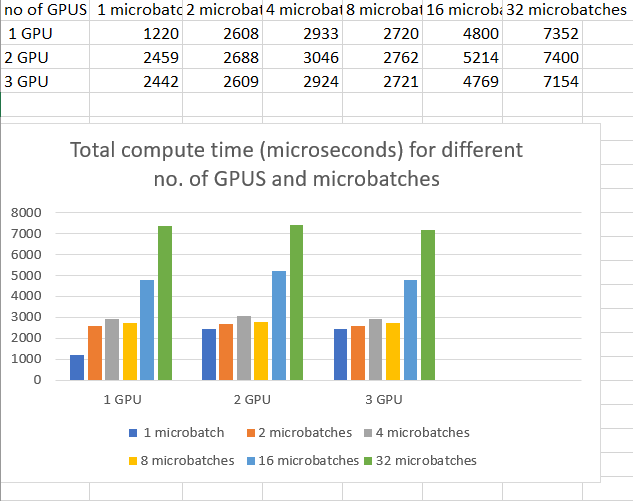 no of GPUS 1 microbatc 2 microbatc 4 microbatc 8 microbatc 16 microba 32 microbatches
1 GPU 1220 2608 2933 2720 4800 7352
2 GPU 2459 2688 3046 2762 5214 7400
3 GPU 2442 2609 2924 2721 4769 7154
Total compute time (microseconds) for different
no. of GPUS and microbatches
8000
7000
6000
5000
4000
3000
2000
1000
0
1 GPU 2 GPU 3 GPU
1 microbatch 2 microbatches 4 microbatches
8 microbatches 16 microbatches 32 microbatches